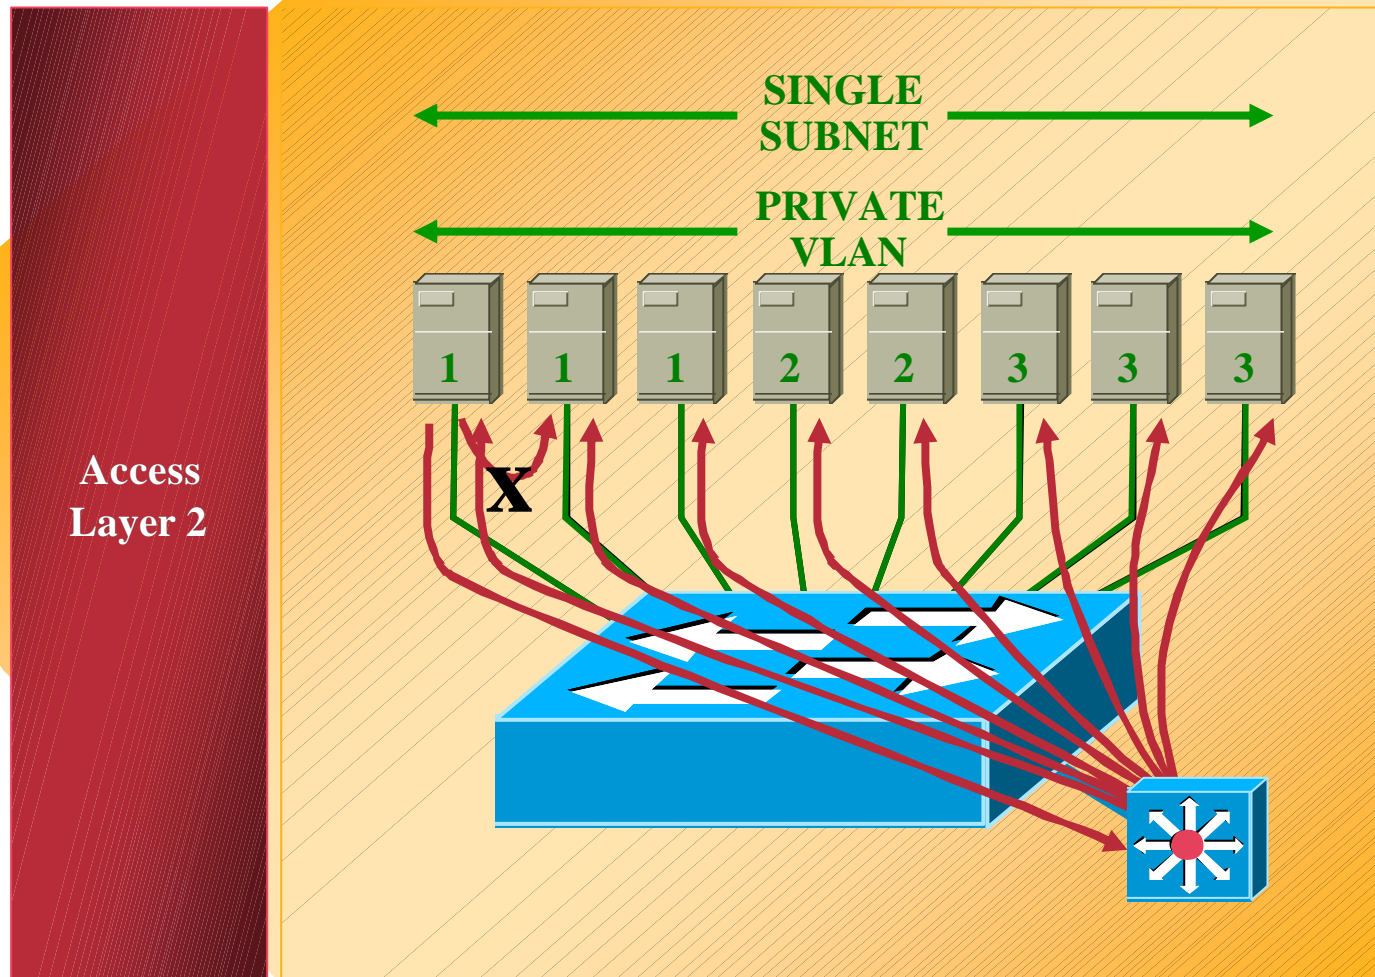 SINGLE
SUBNET
PRIVATE
VLAN
1 1 1 2 2 3 3 3
X
Access
Layer 2